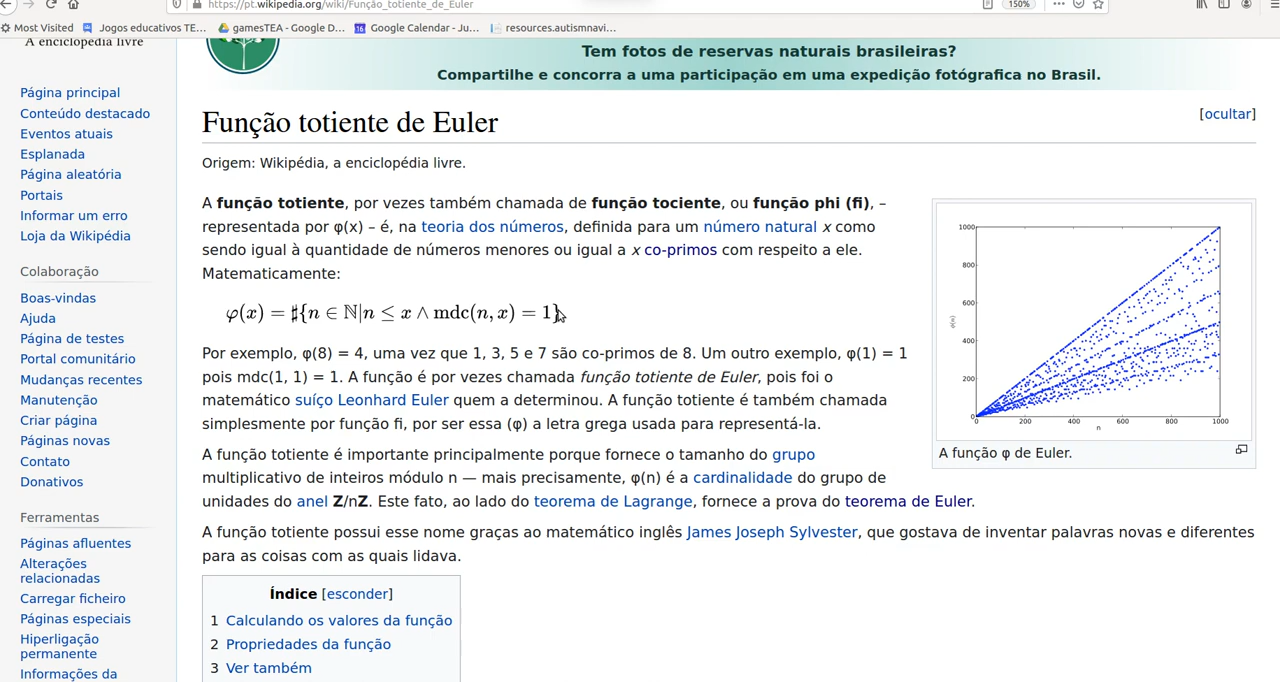 https://pt.wikipedia.org/wiki/Função_totiente_de_Euler
150%
Most Visited
Jogos educativos TE…
gamesTEA - Google D…
Google Calendar - Ju…
resources.autismnavi…
A enciclopédia livre
Tem fotos de reservas naturais brasileiras?
Compartilhe e concorra a uma participação em uma expedição fotógrafica no Brasil.
Página principal
Conteúdo destacado
Eventos atuais
Esplanada
Página aleatória
Portais
Informar um erro
Loja da Wikipédia
Colaboração
Boas-vindas
Ajuda
Página de testes
Portal comunitário
Mudanças recentes
Manutenção
Criar página
Páginas novas
Contato
Donativos
Ferramentas
Páginas afluentes
Alterações
relacionadas
Carregar ficheiro
Páginas especiais
Hiperligação
permanente
Informações da
Função totiente de Euler
[ocultar]
Origem: Wikipédia, a enciclopédia livre.
A função totiente, por vezes também chamada de função tociente, ou função phi (fi), –
representada por φ(x) – é, na teoria dos números, definida para um número natural x como
sendo igual à quantidade de números menores ou igual a x co-primos com respeito a ele.
Matematicamente:
φ(x) = ♯{n ∈ ℕ|n ≤ x ∧ mdc(n, x) = 1}
Por exemplo, φ(8) = 4, uma vez que 1, 3, 5 e 7 são co-primos de 8. Um outro exemplo, φ(1) = 1
pois mdc(1, 1) = 1. A função é por vezes chamada função totiente de Euler, pois foi o
matemático suíço Leonhard Euler quem a determinou. A função totiente é também chamada
simplesmente por função fi, por ser essa (φ) a letra grega usada para representá-la.
A função totiente é importante principalmente porque fornece o tamanho do grupo
multiplicativo de inteiros módulo n — mais precisamente, φ(n) é a cardinalidade do grupo de
unidades do anel Z/nZ. Este fato, ao lado do teorema de Lagrange, fornece a prova do teorema de Euler.
A função totiente possui esse nome graças ao matemático inglês James Joseph Sylvester, que gostava de inventar palavras novas e diferentes
para as coisas com as quais lidava.
1000
800
600
400
200
0
φ(n)
0 200 400 600 800 1000
n
A função φ de Euler.
Índice [esconder]
1 Calculando os valores da função
2 Propriedades da função
3 Ver também